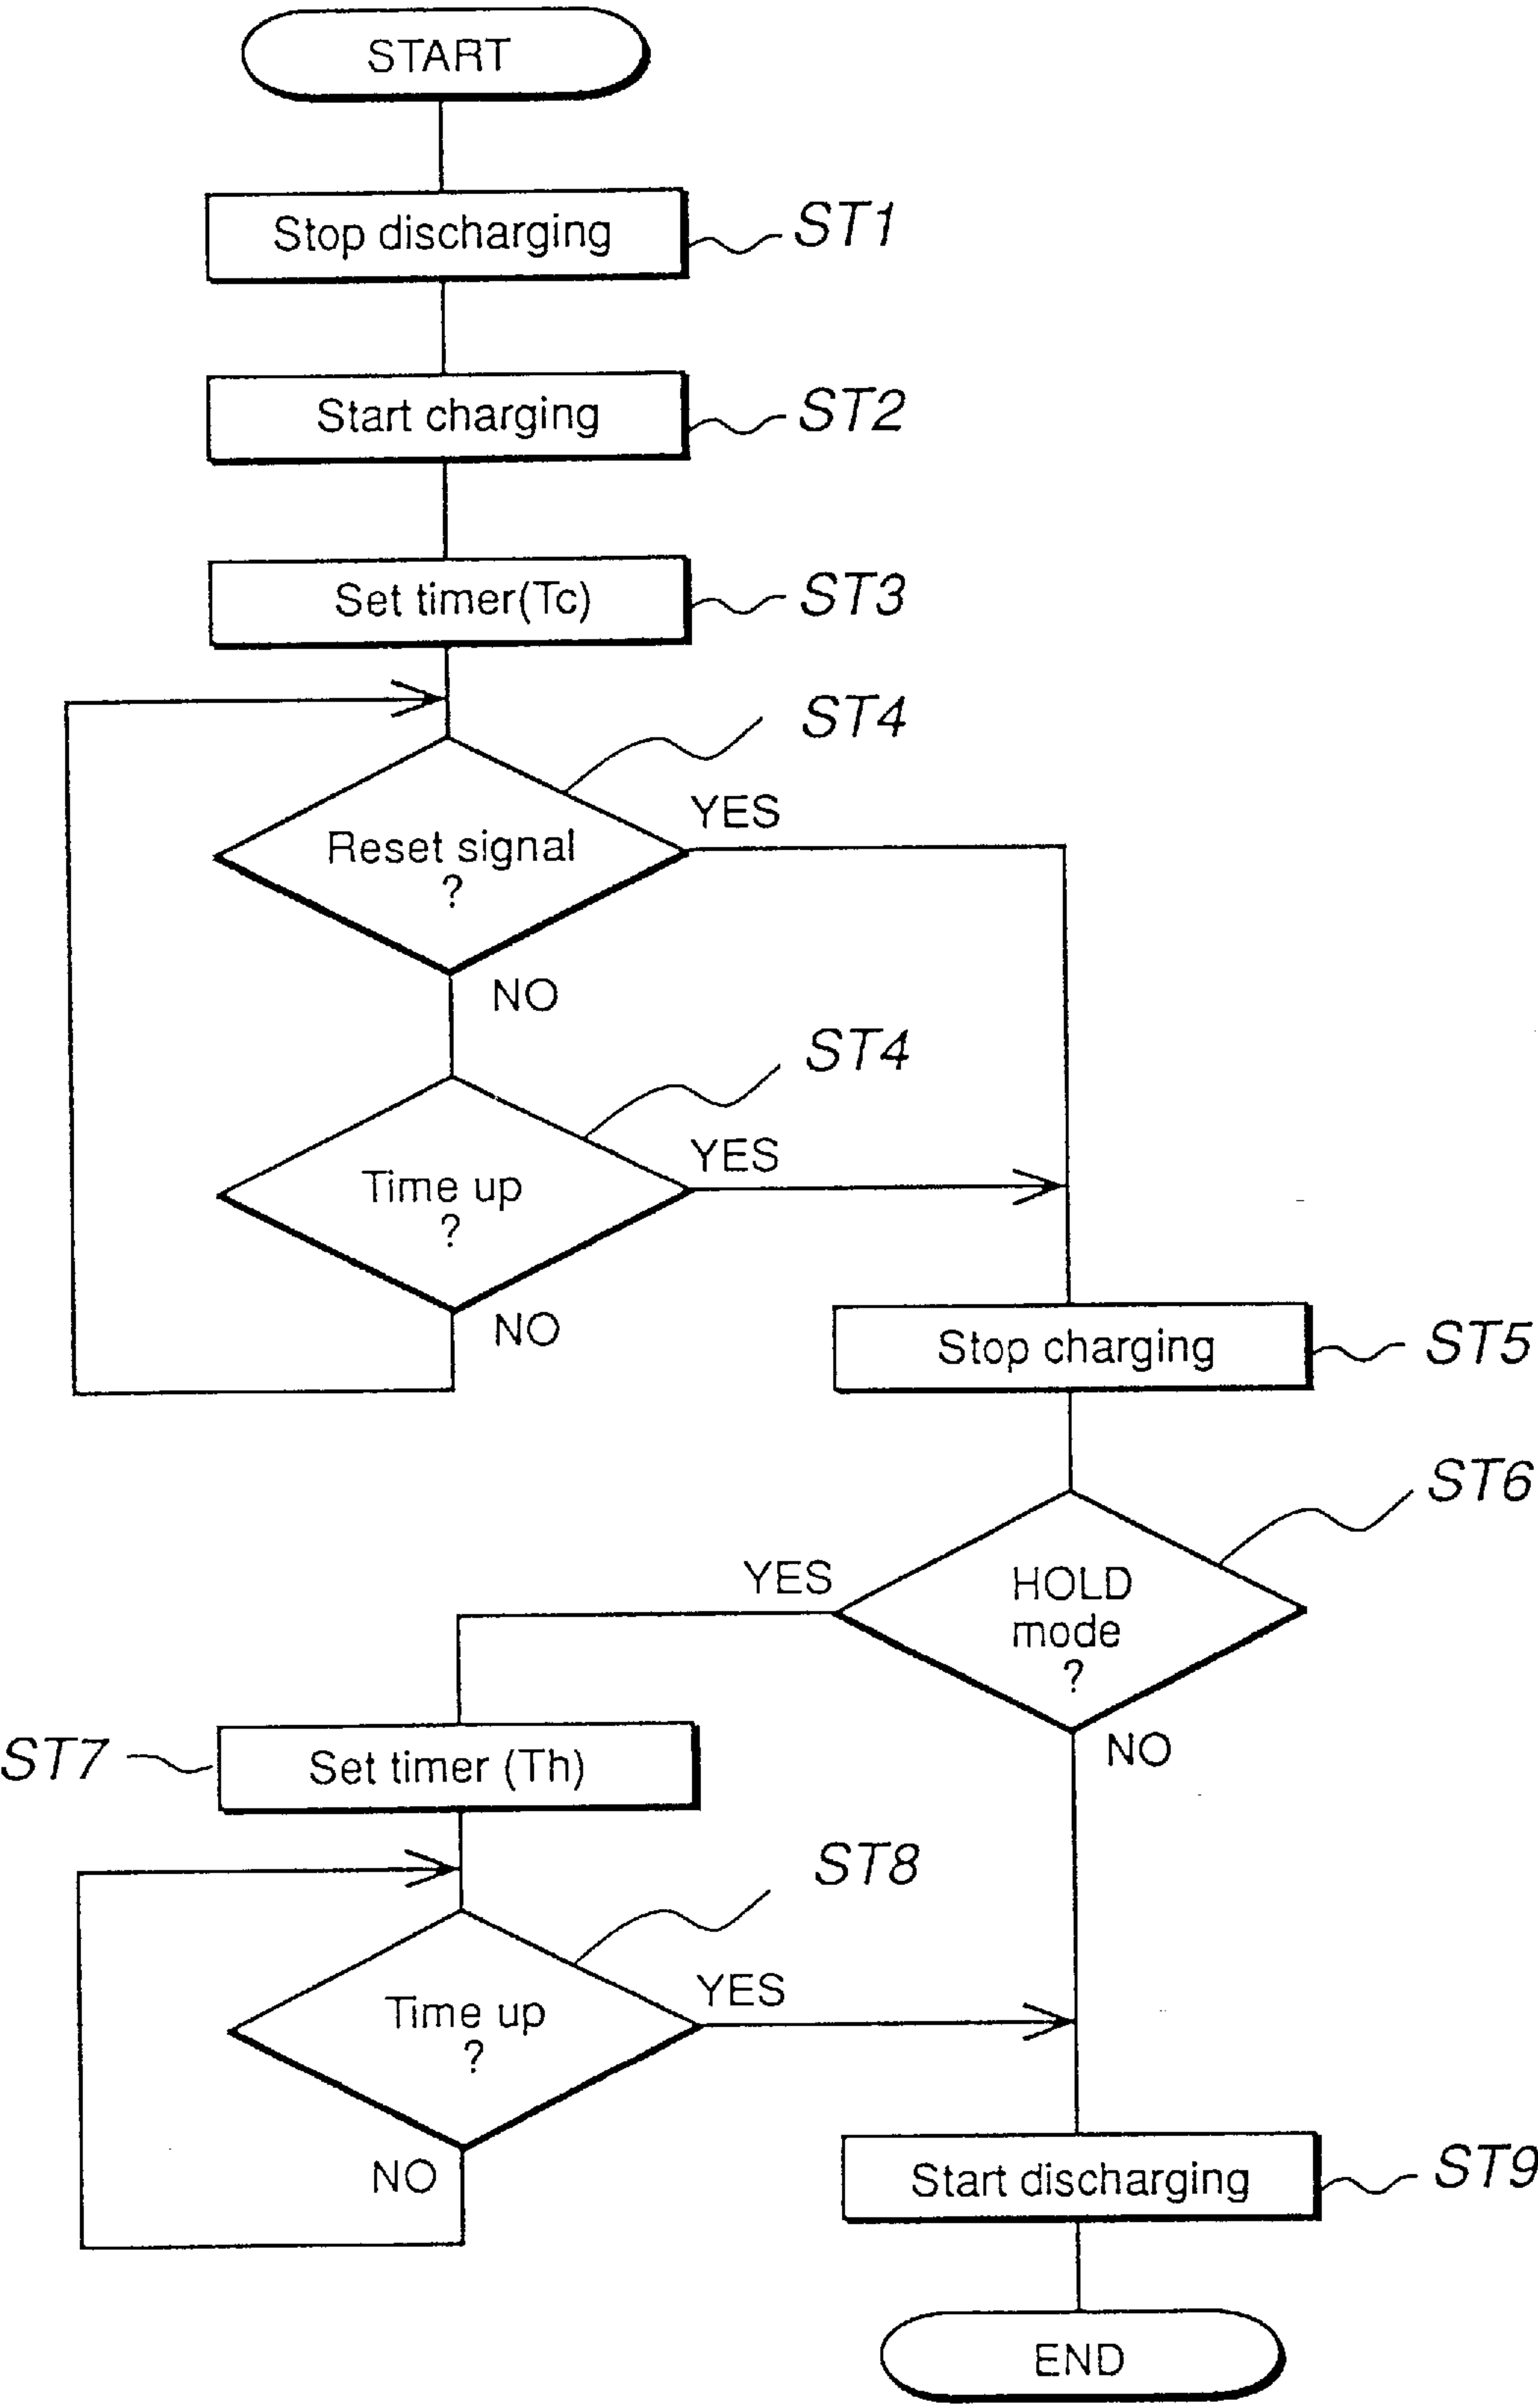 START
Stop discharging
ST1
Start charging
ST2
Set timer(Tc)
ST3
ST4
Reset signal
?
YES
NO
ST4
Time up
?
YES
NO
Stop charging
ST5
ST6
HOLD
mode
?
YES
NO
ST7
Set timer (Th)
ST8
Time up
?
YES
NO
Start discharging
ST9
END